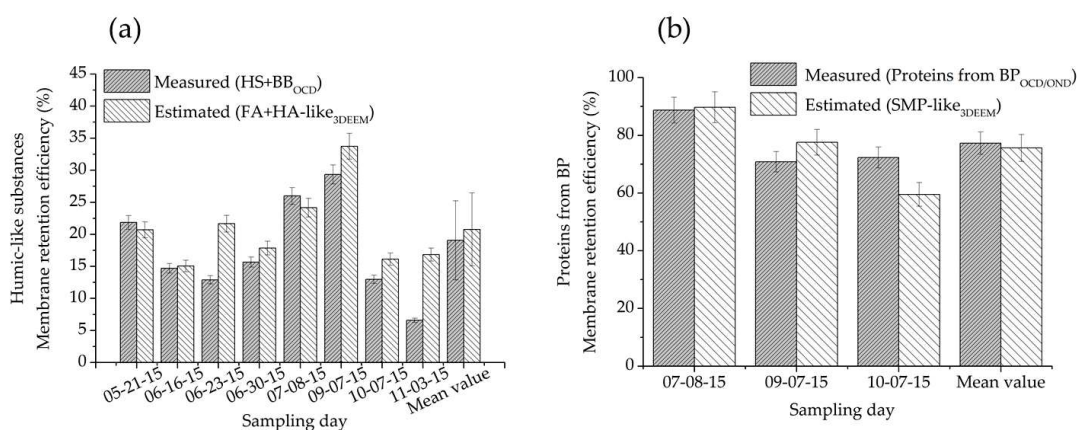 (a)
Humic-like substances
Membrane retention efficiency (%)
45
40
35
30
25
20
15
10
5
0
Measured (HS+BB_OCD)
Estimated (FA+HA-like_3DEEM)
05-21-15
06-16-15
06-23-15
06-30-15
07-08-15
09-07-15
10-07-15
11-03-15
Mean value
Sampling day
(b)
Proteins from BP
Membrane retention efficiency (%)
100
80
60
40
20
0
Measured (Proteins from BP_OCD/OND)
Estimated (SMP-like_3DEEM)
07-08-15
09-07-15
10-07-15
Mean value
Sampling day